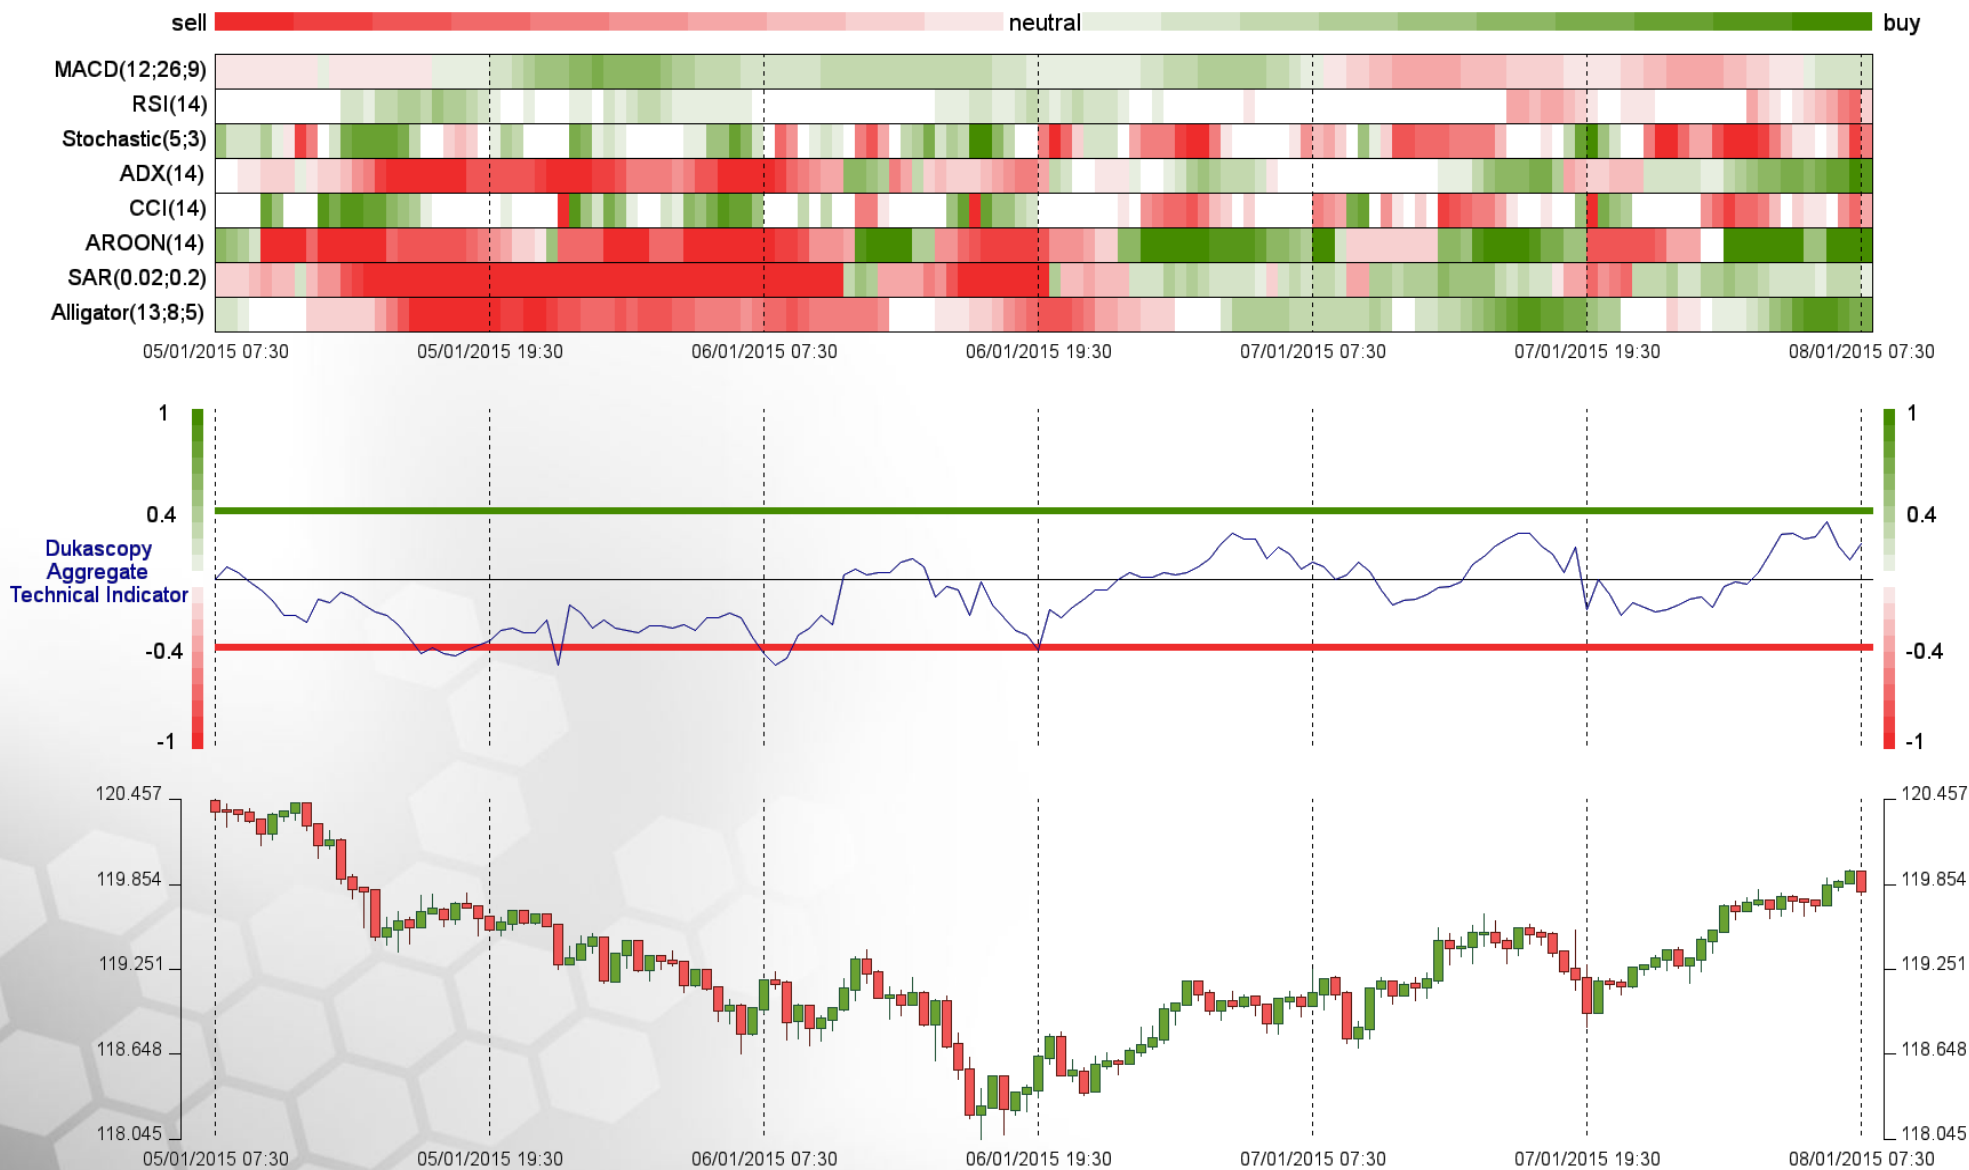 sell neutral buy
MACD(12;26;9)
RSI(14)
Stochastic(5;3)
ADX(14)
CCI(14)
AROON(14)
SAR(0.02;0.2)
Alligator(13;8;5)
05/01/2015 07:30 05/01/2015 19:30 06/01/2015 07:30 06/01/2015 19:30 07/01/2015 07:30 07/01/2015 19:30 08/01/2015 07:30
1 1
0.4 0.4
Dukascopy
Aggregate
Technical Indicator
-0.4 -0.4
-1 -1
120.457 120.457
119.854 119.854
119.251 119.251
118.648 118.648
118.045 118.045
05/01/2015 07:30 05/01/2015 19:30 06/01/2015 07:30 06/01/2015 19:30 07/01/2015 07:30 07/01/2015 19:30 08/01/2015 07:30